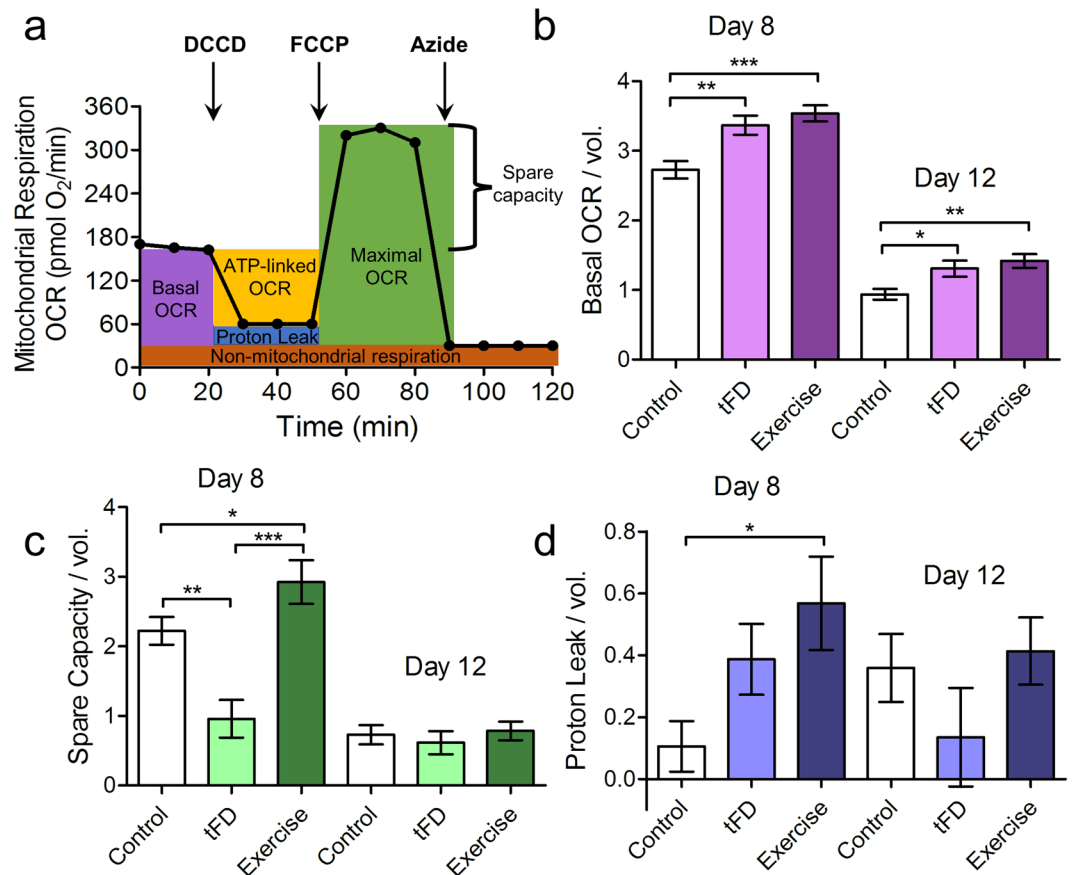 a
DCCD FCCP Azide
Mitochondrial Respiration
OCR (pmol O₂/min)
360
300
240
180
120
60
0
Basal
OCR
ATP-linked
OCR
Proton Leak
Non-mitochondrial respiration
Maximal
OCR
Spare
capacity
0 20 40 60 80 100 120
Time (min)
b
Day 8
***
**
Day 12
**
*
Basal OCR / vol.
4
3
2
1
0
Control tFD Exercise Control tFD Exercise
c
Day 8
*
***
**
Day 12
Spare Capacity / vol.
4
3
2
1
0
Control tFD Exercise Control tFD Exercise
d
Day 8
*
Day 12
Proton Leak / vol.
0.8
0.6
0.4
0.2
0.0
Control tFD Exercise Control tFD Exercise